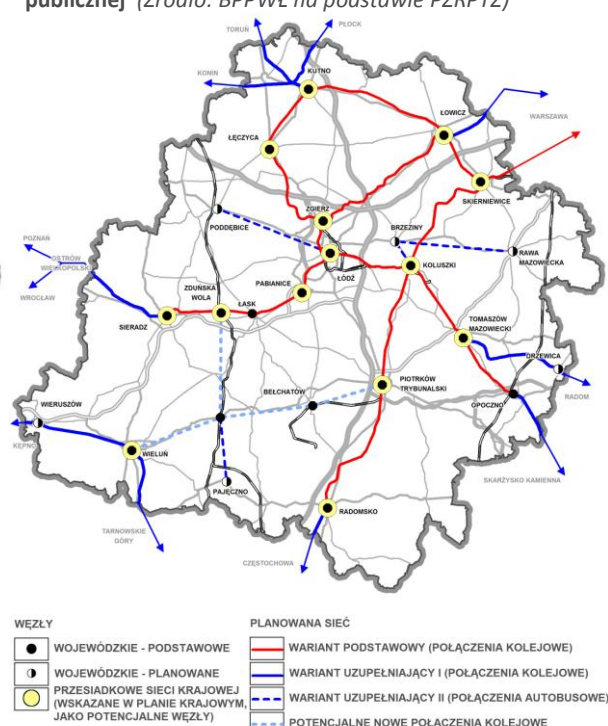 publicznej (Źródło: BPPWŁ na podstawie PZRPTZ)
TORUŃ
PŁOCK
KUTNO
KONIN
ŁOWICZ
WARSZAWA
ŁĘCZYCA
SKIERNIEWICE
ZGIERZ
PODDĘBICE
BRZEZINY
POZNAŃ
OSTRÓW
WIELKOPOLSKI
RAWA
MAZOWIECKA
ŁÓDŹ
KOLUSZKI
WROCŁAW
ZDUŃSKA
WOLA
ŁASK
PABIANICE
SIERADZ
TOMASZÓW
MAZOWIECKI
DRZEWICA
WIERUSZÓW
BEŁCHATÓW
PIOTRKÓW
TRYBUNALSKI
OPOCZNO
RADOM
KĘPNO
WIELUŃ
PAJĘCZNO
SKARŻYSKO KAMIENNA
RADOMSKO
TARNOWSKIE
GÓRY
CZĘSTOCHOWA
WĘZŁY
WOJEWÓDZKIE - PODSTAWOWE
WOJEWÓDZKIE - PLANOWANE
PRZESIADKOWE SIECI KRAJOWEJ
(WSKAZANE W PLANIE KRAJOWYM,
JAKO POTENCJALNE WĘZŁY)
PLANOWANA SIEĆ
WARIANT PODSTAWOWY (POŁĄCZENIA KOLEJOWE)
WARIANT UZUPEŁNIAJĄCY I (POŁĄCZENIA KOLEJOWE)
WARIANT UZUPEŁNIAJĄCY II (POŁĄCZENIA AUTOBUSOWE)
POTENCJALNE NOWE POŁĄCZENIA KOLEJOWE